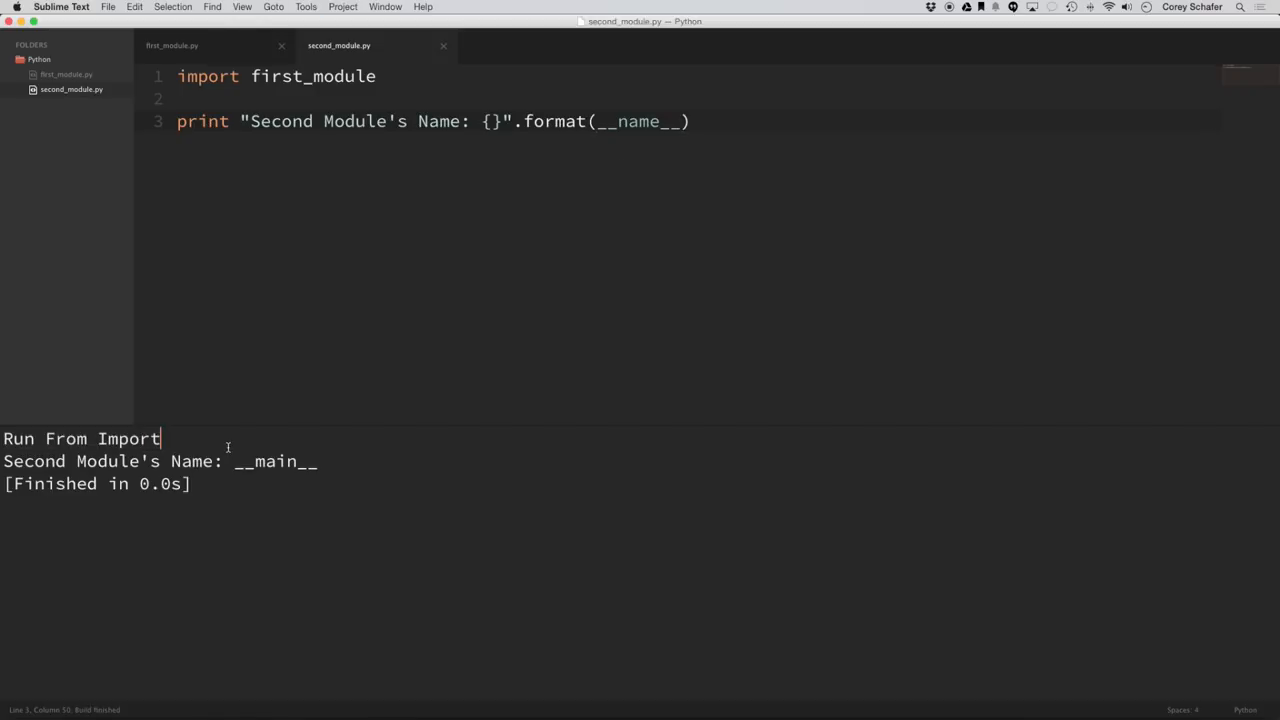 Sublime Text File Edit Selection Find View Goto Tools Project Window Help Corey Schafer
second_module.py — Python
FOLDERS
Python
first_module.py
second_module.py
first_module.py second_module.py
1 import first_module
2
3 print "Second Module's Name: {}".format(__name__)
Run From Import
Second Module's Name: __main__
[Finished in 0.0s]
Line 3, Column 50; Build finished Spaces: 4 Python